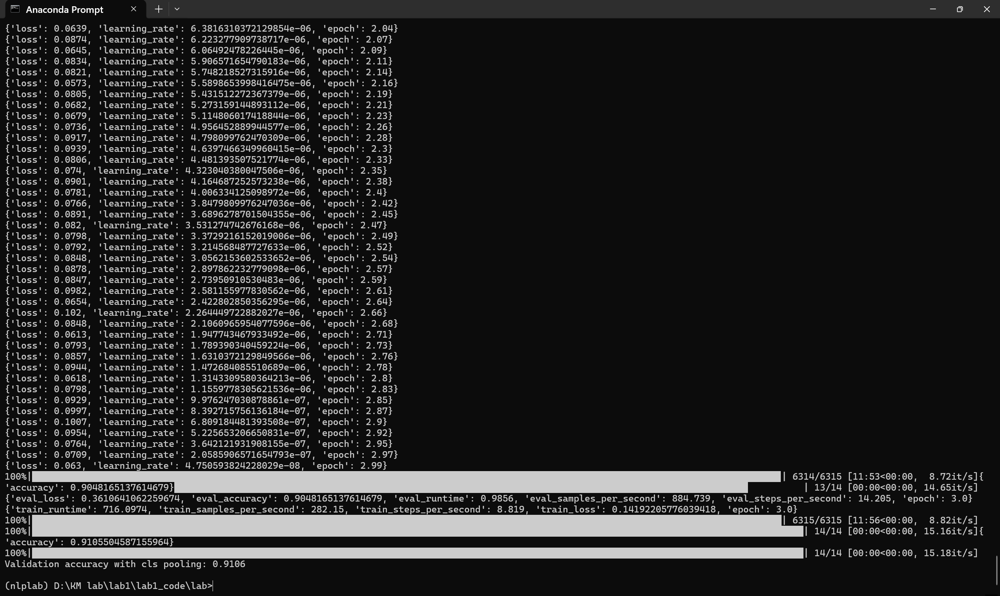 Anaconda Prompt
{'loss': 0.0639, 'learning_rate': 6.3816310372129854e-06, 'epoch': 2.04}
{'loss': 0.0874, 'learning_rate': 6.223277909738717e-06, 'epoch': 2.07}
{'loss': 0.0645, 'learning_rate': 6.06492478226445e-06, 'epoch': 2.09}
{'loss': 0.0834, 'learning_rate': 5.906571654790183e-06, 'epoch': 2.11}
{'loss': 0.0821, 'learning_rate': 5.748218527315916e-06, 'epoch': 2.14}
{'loss': 0.0573, 'learning_rate': 5.5898653998416475e-06, 'epoch': 2.16}
{'loss': 0.0805, 'learning_rate': 5.431512272367379e-06, 'epoch': 2.19}
{'loss': 0.0682, 'learning_rate': 5.273159144893112e-06, 'epoch': 2.21}
{'loss': 0.0679, 'learning_rate': 5.114806017418844e-06, 'epoch': 2.23}
{'loss': 0.0736, 'learning_rate': 4.956452889944577e-06, 'epoch': 2.26}
{'loss': 0.0917, 'learning_rate': 4.798099762470309e-06, 'epoch': 2.28}
{'loss': 0.0939, 'learning_rate': 4.6397466349960415e-06, 'epoch': 2.3}
{'loss': 0.0806, 'learning_rate': 4.481393507521774e-06, 'epoch': 2.33}
{'loss': 0.074, 'learning_rate': 4.323040380047506e-06, 'epoch': 2.35}
{'loss': 0.0901, 'learning_rate': 4.164687252573238e-06, 'epoch': 2.38}
{'loss': 0.0781, 'learning_rate': 4.006334125098972e-06, 'epoch': 2.4}
{'loss': 0.0766, 'learning_rate': 3.8479809976247036e-06, 'epoch': 2.42}
{'loss': 0.0891, 'learning_rate': 3.6896278701504355e-06, 'epoch': 2.45}
{'loss': 0.082, 'learning_rate': 3.531274742676168e-06, 'epoch': 2.47}
{'loss': 0.0798, 'learning_rate': 3.3729216152019006e-06, 'epoch': 2.49}
{'loss': 0.0792, 'learning_rate': 3.214568487727633e-06, 'epoch': 2.52}
{'loss': 0.0848, 'learning_rate': 3.0562153602533652e-06, 'epoch': 2.54}
{'loss': 0.0878, 'learning_rate': 2.897862232779098e-06, 'epoch': 2.57}
{'loss': 0.0847, 'learning_rate': 2.73950910530483e-06, 'epoch': 2.59}
{'loss': 0.0982, 'learning_rate': 2.581155977830562e-06, 'epoch': 2.61}
{'loss': 0.0654, 'learning_rate': 2.422802850356295e-06, 'epoch': 2.64}
{'loss': 0.102, 'learning_rate': 2.264449722882027e-06, 'epoch': 2.66}
{'loss': 0.0848, 'learning_rate': 2.1060965954077596e-06, 'epoch': 2.68}
{'loss': 0.0613, 'learning_rate': 1.947743467933492e-06, 'epoch': 2.71}
{'loss': 0.0793, 'learning_rate': 1.789390340459224e-06, 'epoch': 2.73}
{'loss': 0.0857, 'learning_rate': 1.6310372129849566e-06, 'epoch': 2.76}
{'loss': 0.0944, 'learning_rate': 1.472684085510689e-06, 'epoch': 2.78}
{'loss': 0.0618, 'learning_rate': 1.3143309580364213e-06, 'epoch': 2.8}
{'loss': 0.0798, 'learning_rate': 1.1559778305621536e-06, 'epoch': 2.83}
{'loss': 0.0929, 'learning_rate': 9.976247030878861e-07, 'epoch': 2.85}
{'loss': 0.0997, 'learning_rate': 8.392715756136184e-07, 'epoch': 2.87}
{'loss': 0.1007, 'learning_rate': 6.809184481393508e-07, 'epoch': 2.9}
{'loss': 0.0954, 'learning_rate': 5.225653206650831e-07, 'epoch': 2.92}
{'loss': 0.0764, 'learning_rate': 3.642121931908155e-07, 'epoch': 2.95}
{'loss': 0.0709, 'learning_rate': 2.0585906571654793e-07, 'epoch': 2.97}
{'loss': 0.063, 'learning_rate': 4.750593824228029e-08, 'epoch': 2.99}
100%| | 6314/6315 [11:53<00:00, 8.72it/s]{
'accuracy': 0.9048165137614679} | 13/14 [00:00<00:00, 14.65it/s]
{'eval_loss': 0.3610641062259674, 'eval_accuracy': 0.9048165137614679, 'eval_runtime': 0.9856, 'eval_samples_per_second': 884.739, 'eval_steps_per_second': 14.205, 'epoch': 3.0}
{'train_runtime': 716.0974, 'train_samples_per_second': 282.15, 'train_steps_per_second': 8.819, 'train_loss': 0.14192205776039418, 'epoch': 3.0}
100%| | 6315/6315 [11:56<00:00, 8.82it/s]
100%| | 14/14 [00:00<00:00, 15.16it/s]{
'accuracy': 0.9105504587155964}
100%| | 14/14 [00:00<00:00, 15.18it/s]
Validation accuracy with cls pooling: 0.9106
(nlplab) D:\KM lab\lab1\lab1_code\lab>